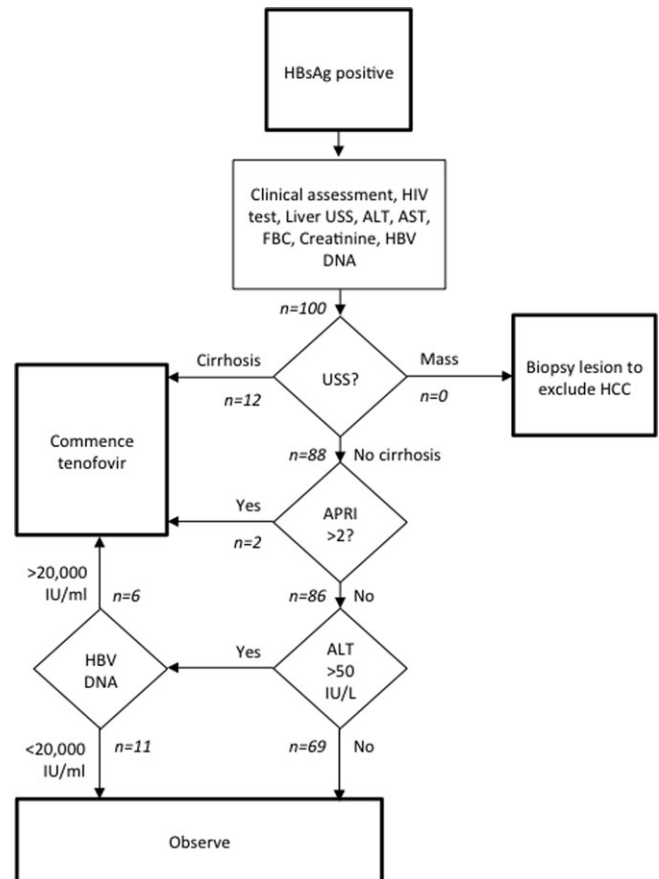 HBsAg positive
Clinical assessment, HIV
test, Liver USS, ALT, AST,
FBC, Creatinine, HBV
DNA
n=100
Cirrhosis
USS?
Mass
n=12
n=0
Biopsy lesion to
exclude HCC
Commence
tenofovir
n=88
No cirrhosis
Yes
APRI
>2?
n=2
>20,000
IU/ml
n=6
n=86
No
HBV
DNA
Yes
ALT
>50
IU/L
<20,000
IU/ml
n=11
n=69
No
Observe